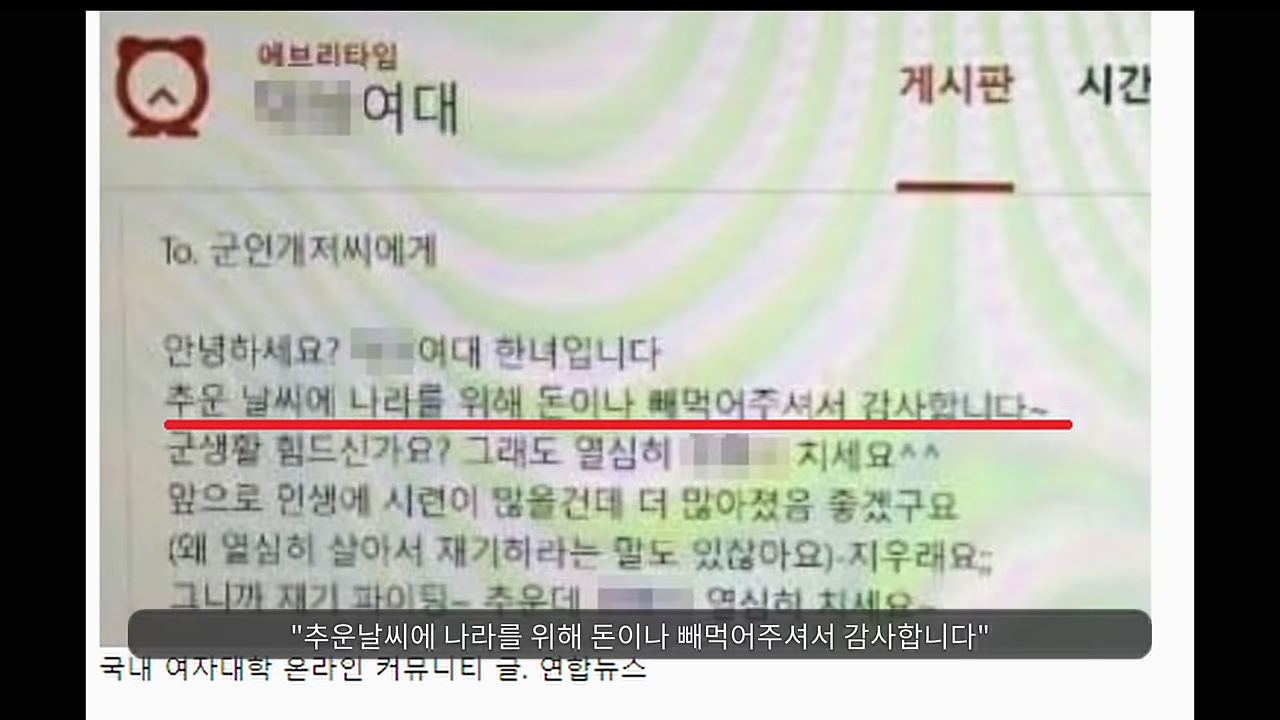 에브리타임
여대
게시판 시간
To. 군인개저씨에게
안녕하세요? 여대 한녀입니다
추운 날씨에 나라를 위해 돈이나 빼먹어주셔서 감사합니다~
군생활 힘드신가요? 그래도 열심히 치세요^^
앞으로 인생에 시련이 많을건데 더 많아졌음 좋겠구요
(왜 열심히 살아서 재기하라는 말도 있잖아요)-지우래요;;
그니까 재기 파이팅~ 추운데 열심히 치세요~
"추운날씨에 나라를 위해 돈이나 빼먹어주셔서 감사합니다"
국내 여자대학 온라인 커뮤니티 글. 연합뉴스